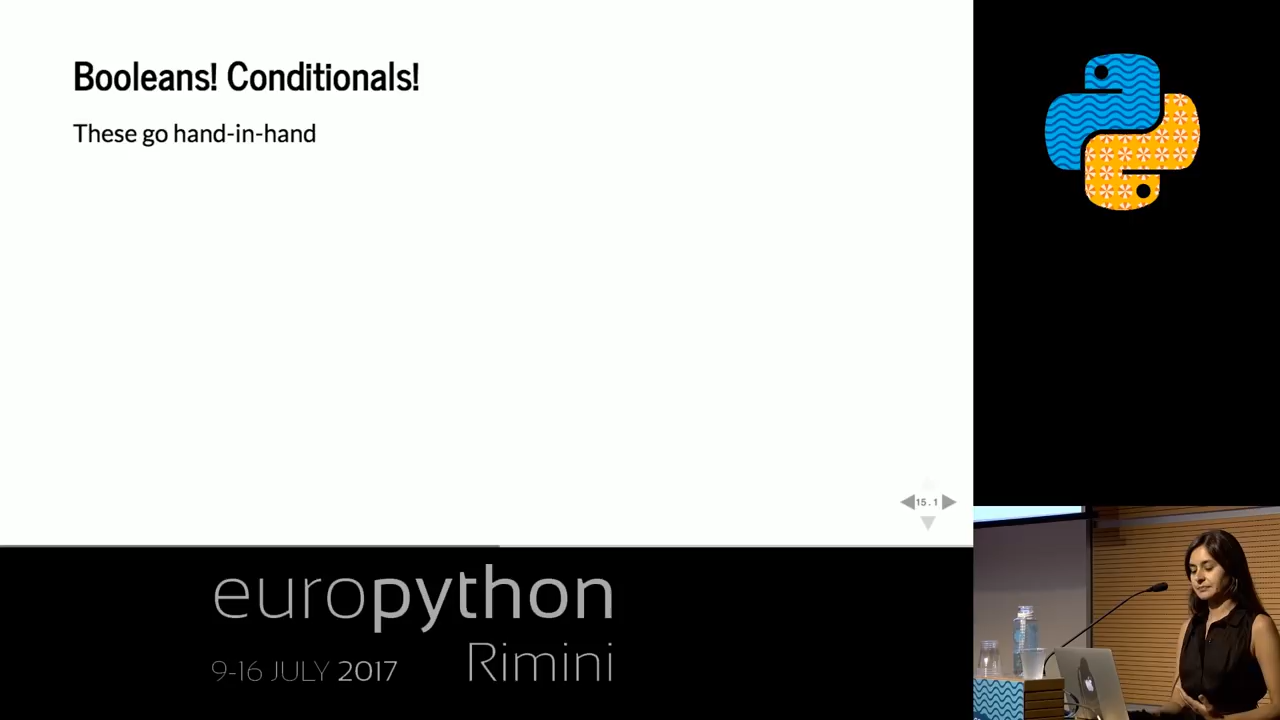 Booleans! Conditionals!
These go hand-in-hand
15.1
europython
9-16 JULY 2017 Rimini